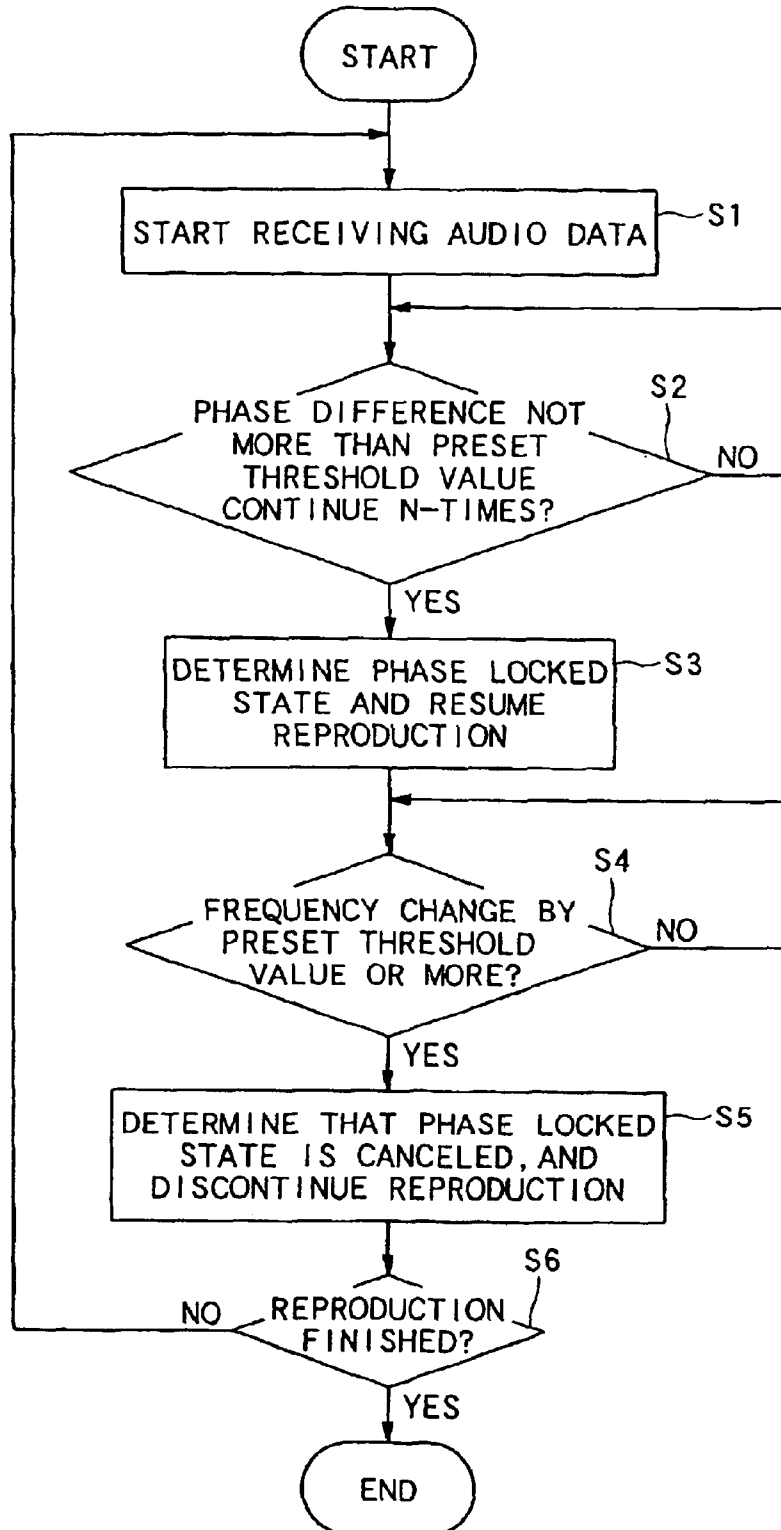 START
START RECEIVING AUDIO DATA
S1
PHASE DIFFERENCE NOT
MORE THAN PRESET
THRESHOLD VALUE
CONTINUE N-TIMES?
S2
NO
YES
DETERMINE PHASE LOCKED
STATE AND RESUME
REPRODUCTION
S3
FREQUENCY CHANGE BY
PRESET THRESHOLD
VALUE OR MORE?
S4
NO
YES
DETERMINE THAT PHASE LOCKED
STATE IS CANCELED, AND
DISCONTINUE REPRODUCTION
S5
REPRODUCTION
FINISHED?
S6
NO
YES
END